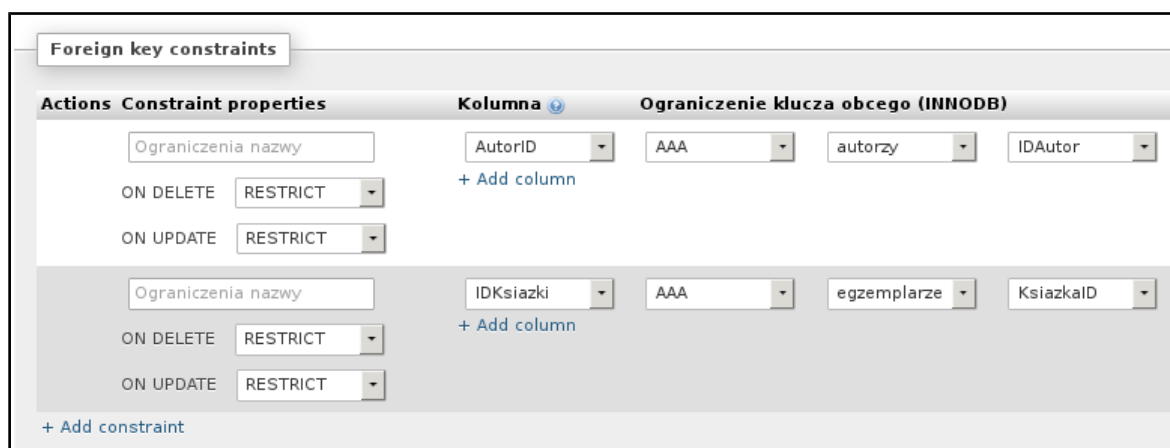 Foreign key constraints
Actions Constraint properties Kolumna Ograniczenie klucza obcego (INNODB)
Ograniczenia nazwy AutorID AAA autorzy IDAutor
+ Add column
ON DELETE RESTRICT
ON UPDATE RESTRICT
Ograniczenia nazwy IDKsiazki AAA egzemplarze KsiazkaID
+ Add column
ON DELETE RESTRICT
ON UPDATE RESTRICT
+ Add constraint